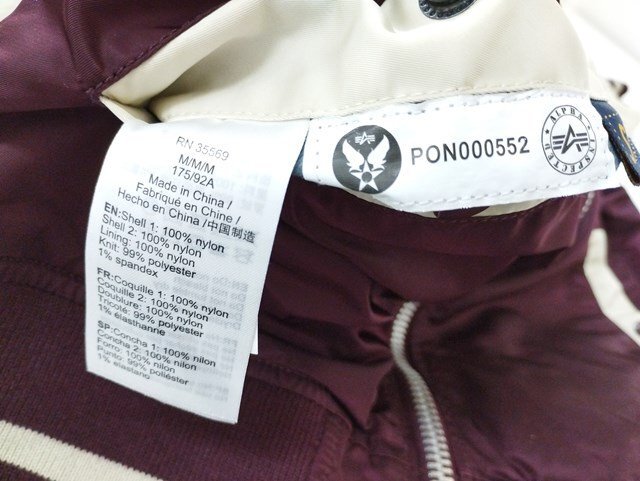 RN 35569
M/M/M
175/92A
Made in China /
Fabriqué en Chine /
Hecho en China /中国制造
EN:Shell 1: 100% nylon
Shell 2: 100% nylon
Lining: 100% nylon
Knit: 99% polyester
1% spandex
FR:Coquille 1: 100% nylon
Coquille 2: 100% nylon
Doublure: 100% nylon
Tricoté: 99% polyester
1% élasthanne
SP:Concha 1: 100% nilon
Concha 2: 100% nilon
Forro: 100% nilon
Punto: 99% poliéster
1% elastano
PON000552
ALPHA
INSPECTED